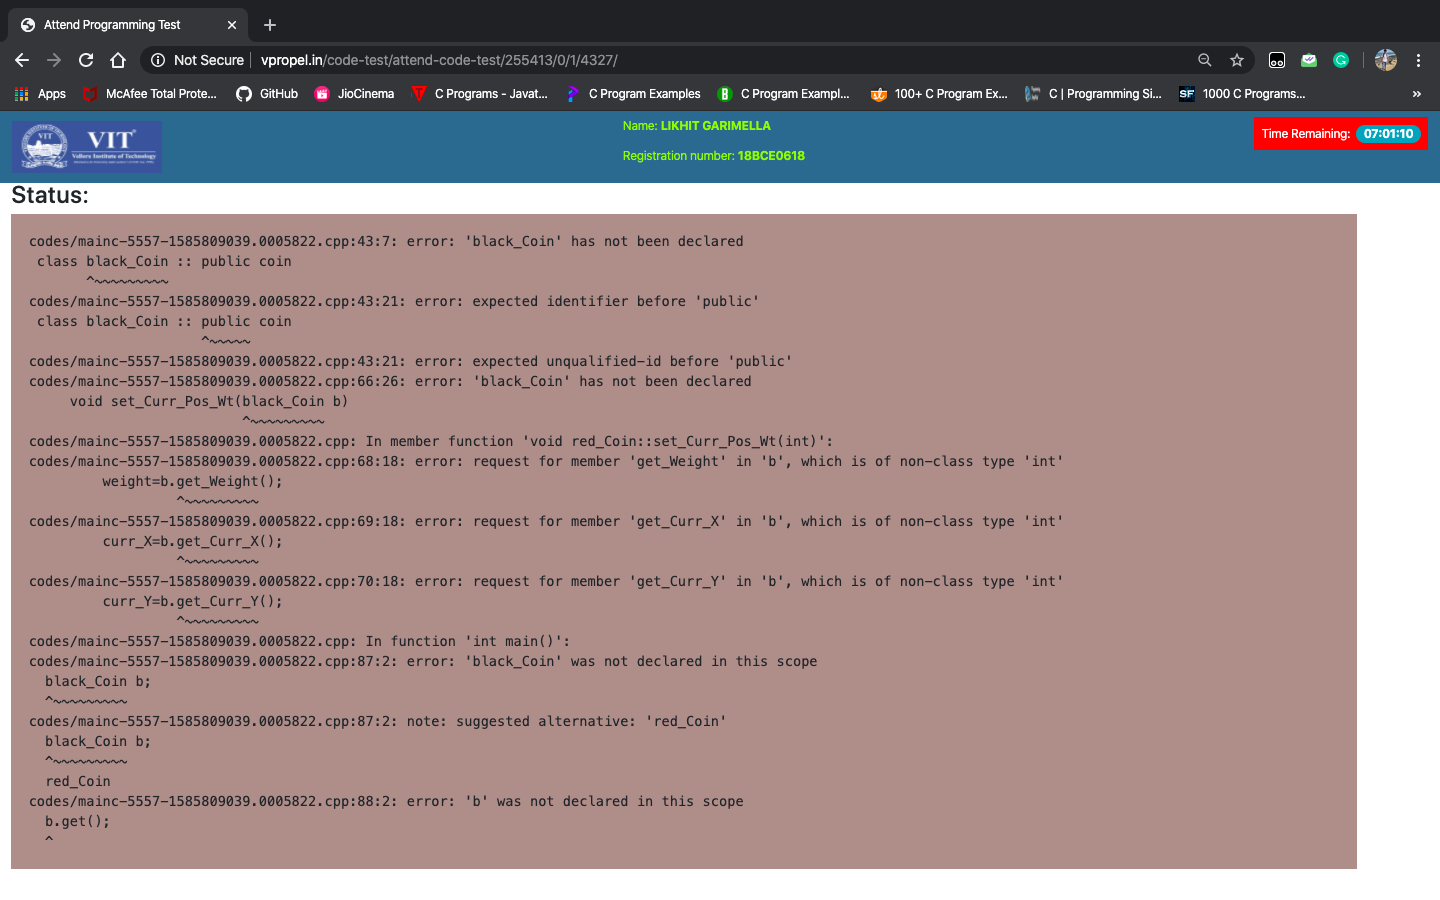 Attend Programming Test
Not Secure vpropel.in/code-test/attend-code-test/255413/0/1/4327/
Apps McAfee Total Prote... GitHub JioCinema C Programs - Javat... C Program Examples C Program Exampl... 100+ C Program Ex... C | Programming Si... SF 1000 C Programs... »
VIT VIT Vellore Institute of Technology
Name: LIKHIT GARIMELLA
Registration number: 18BCE0618
Time Remaining: 07:01:10
Status:
codes/mainc-5557-1585809039.0005822.cpp:43:7: error: 'black_Coin' has not been declared
class black_Coin :: public coin
^~~~~~~~~~
codes/mainc-5557-1585809039.0005822.cpp:43:21: error: expected identifier before 'public'
class black_Coin :: public coin
^~~~~~
codes/mainc-5557-1585809039.0005822.cpp:43:21: error: expected unqualified-id before 'public'
codes/mainc-5557-1585809039.0005822.cpp:66:26: error: 'black_Coin' has not been declared
void set_Curr_Pos_Wt(black_Coin b)
^~~~~~~~~~
codes/mainc-5557-1585809039.0005822.cpp: In member function 'void red_Coin::set_Curr_Pos_Wt(int)':
codes/mainc-5557-1585809039.0005822.cpp:68:18: error: request for member 'get_Weight' in 'b', which is of non-class type 'int'
weight=b.get_Weight();
^~~~~~~~~~
codes/mainc-5557-1585809039.0005822.cpp:69:18: error: request for member 'get_Curr_X' in 'b', which is of non-class type 'int'
curr_X=b.get_Curr_X();
^~~~~~~~~~
codes/mainc-5557-1585809039.0005822.cpp:70:18: error: request for member 'get_Curr_Y' in 'b', which is of non-class type 'int'
curr_Y=b.get_Curr_Y();
^~~~~~~~~~
codes/mainc-5557-1585809039.0005822.cpp: In function 'int main()':
codes/mainc-5557-1585809039.0005822.cpp:87:2: error: 'black_Coin' was not declared in this scope
black_Coin b;
^~~~~~~~~~
codes/mainc-5557-1585809039.0005822.cpp:87:2: note: suggested alternative: 'red_Coin'
black_Coin b;
^~~~~~~~~~
red_Coin
codes/mainc-5557-1585809039.0005822.cpp:88:2: error: 'b' was not declared in this scope
b.get();
^